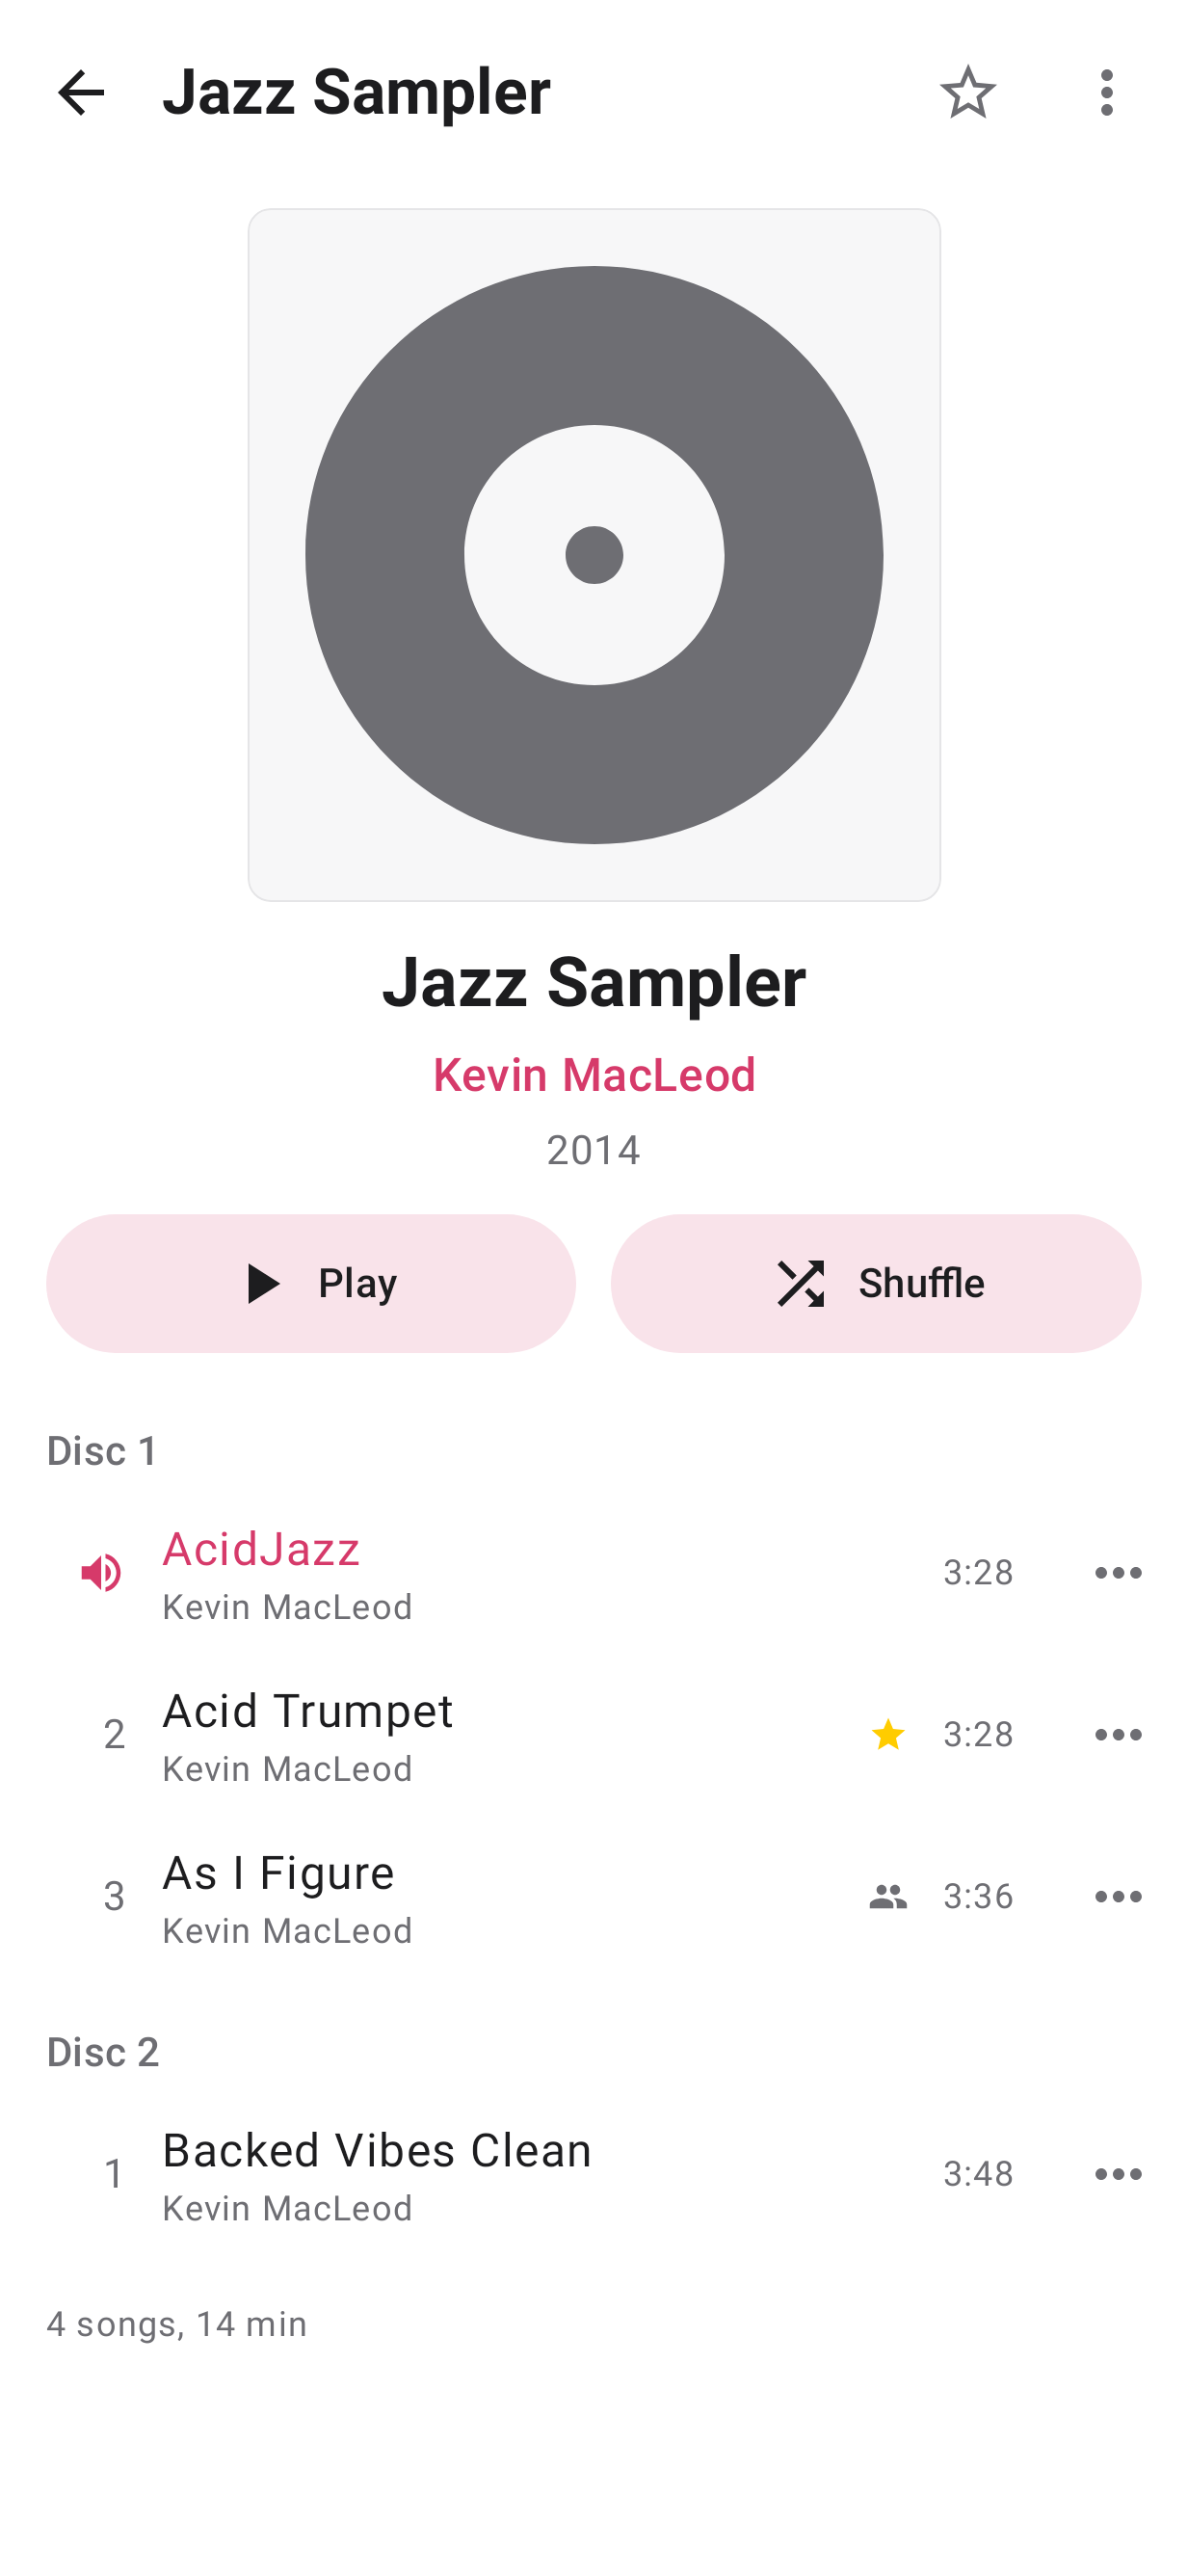 Jazz Sampler
Jazz Sampler
Kevin MacLeod
2014
Play
Shuffle
Disc 1
AcidJazz
Kevin MacLeod
3:28
2
Acid Trumpet
Kevin MacLeod
3:28
3
As I Figure
Kevin MacLeod
3:36
Disc 2
1
Backed Vibes Clean
Kevin MacLeod
3:48
4 songs, 14 min